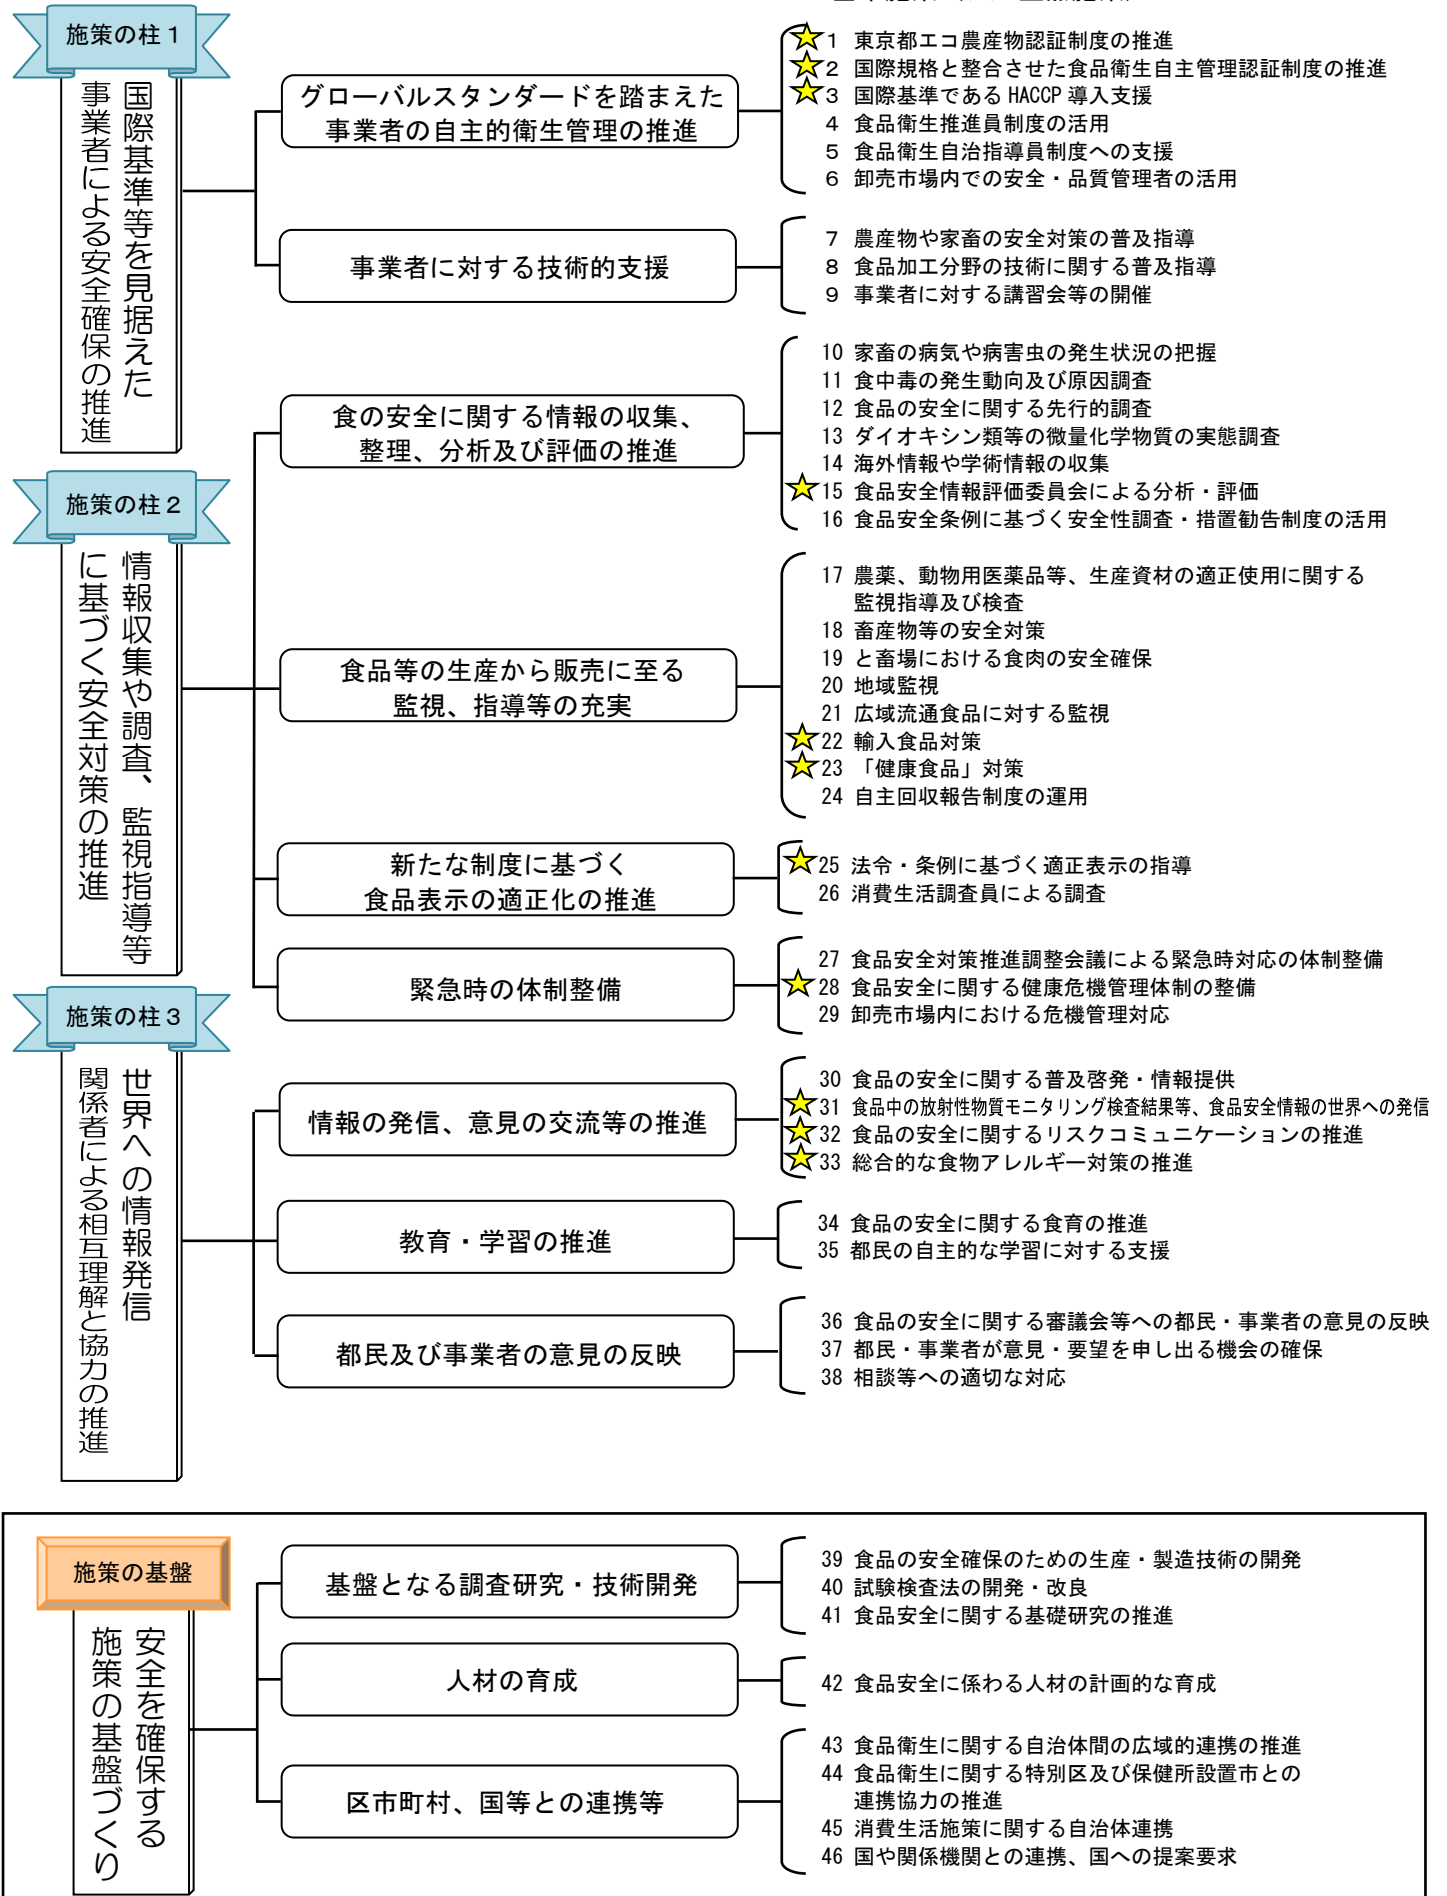 施策の柱１
国際基準等を見据えた
事業者による安全確保の推進
グローバルスタンダードを踏まえた
事業者の自主的衛生管理の推進
1 東京都エコ農産物認証制度の推進
2 国際規格と整合させた食品衛生自主管理認証制度の推進
3 国際基準である HACCP 導入支援
4 食品衛生推進員制度の活用
5 食品衛生自治指導員制度への支援
6 卸売市場内での安全・品質管理者の活用
事業者に対する技術的支援
7 農産物や家畜の安全対策の普及指導
8 食品加工分野の技術に関する普及指導
9 事業者に対する講習会等の開催
施策の柱２
情報収集や調査、監視指導等
に基づく安全対策の推進
食の安全に関する情報の収集、
整理、分析及び評価の推進
10 家畜の病気や病害虫の発生状況の把握
11 食中毒の発生動向及び原因調査
12 食品の安全に関する先行的調査
13 ダイオキシン類等の微量化学物質の実態調査
14 海外情報や学術情報の収集
15 食品安全情報評価委員会による分析・評価
16 食品安全条例に基づく安全性調査・措置勧告制度の活用
食品等の生産から販売に至る
監視、指導等の充実
17 農薬、動物用医薬品等、生産資材の適正使用に関する
監視指導及び検査
18 畜産物等の安全対策
19 と畜場における食肉の安全確保
20 地域監視
21 広域流通食品に対する監視
22 輸入食品対策
23 「健康食品」対策
24 自主回収報告制度の運用
新たな制度に基づく
食品表示の適正化の推進
25 法令・条例に基づく適正表示の指導
26 消費生活調査員による調査
緊急時の体制整備
27 食品安全対策推進調整会議による緊急時対応の体制整備
28 食品安全に関する健康危機管理体制の整備
29 卸売市場内における危機管理対応
施策の柱３
世界への情報発信
関係者による相互理解と協力の推進
情報の発信、意見の交流等の推進
30 食品の安全に関する普及啓発・情報提供
31 食品中の放射性物質モニタリング検査結果等、食品安全情報の世界への発信
32 食品の安全に関するリスクコミュニケーションの推進
33 総合的な食物アレルギー対策の推進
教育・学習の推進
34 食品の安全に関する食育の推進
35 都民の自主的な学習に対する支援
都民及び事業者の意見の反映
36 食品の安全に関する審議会等への都民・事業者の意見の反映
37 都民・事業者が意見・要望を申し出る機会の確保
38 相談等への適切な対応
施策の基盤
安全を確保する
施策の基盤づくり
基盤となる調査研究・技術開発
39 食品の安全確保のための生産・製造技術の開発
40 試験検査法の開発・改良
41 食品安全に関する基礎研究の推進
人材の育成
42 食品安全に係わる人材の計画的な育成
区市町村、国等との連携等
43 食品衛生に関する自治体間の広域的連携の推進
44 食品衛生に関する特別区及び保健所設置市との
連携協力の推進
45 消費生活施策に関する自治体連携
46 国や関係機関との連携、国への提案要求